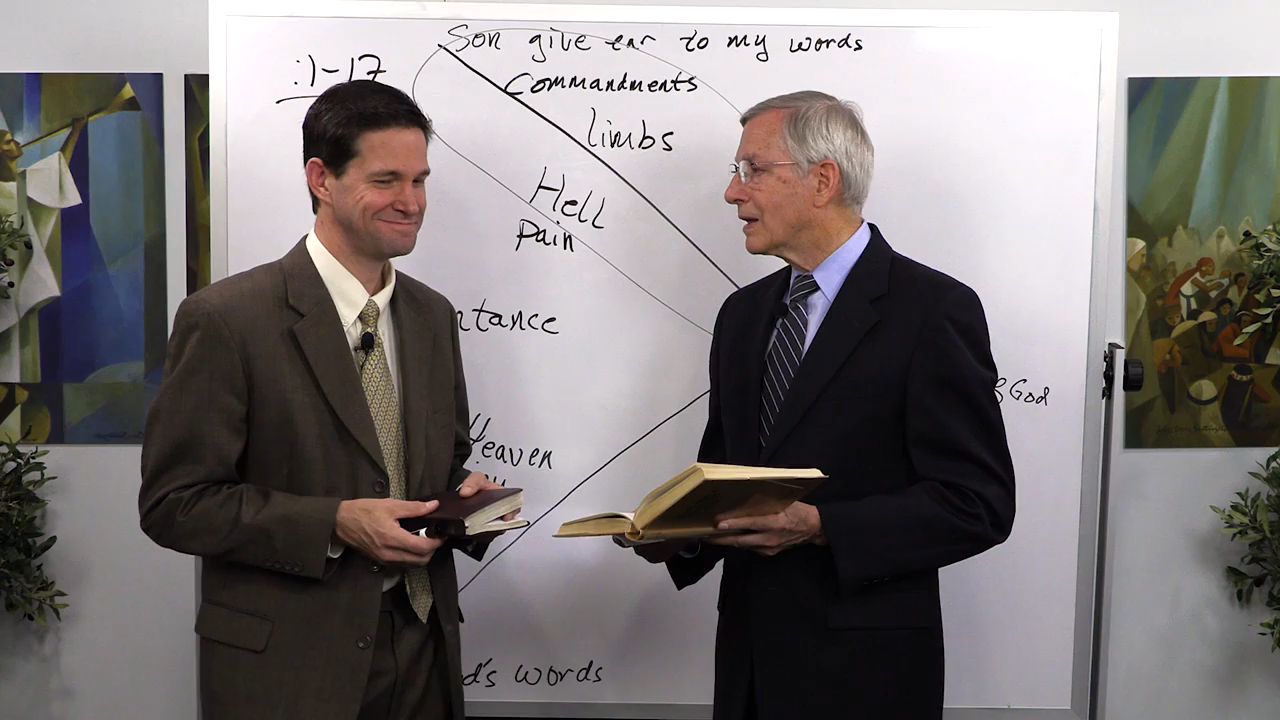 Son give ear to my words
:1-17
Commandments
limbs
Hell
Pain
ntance
God
Heaven
d's words